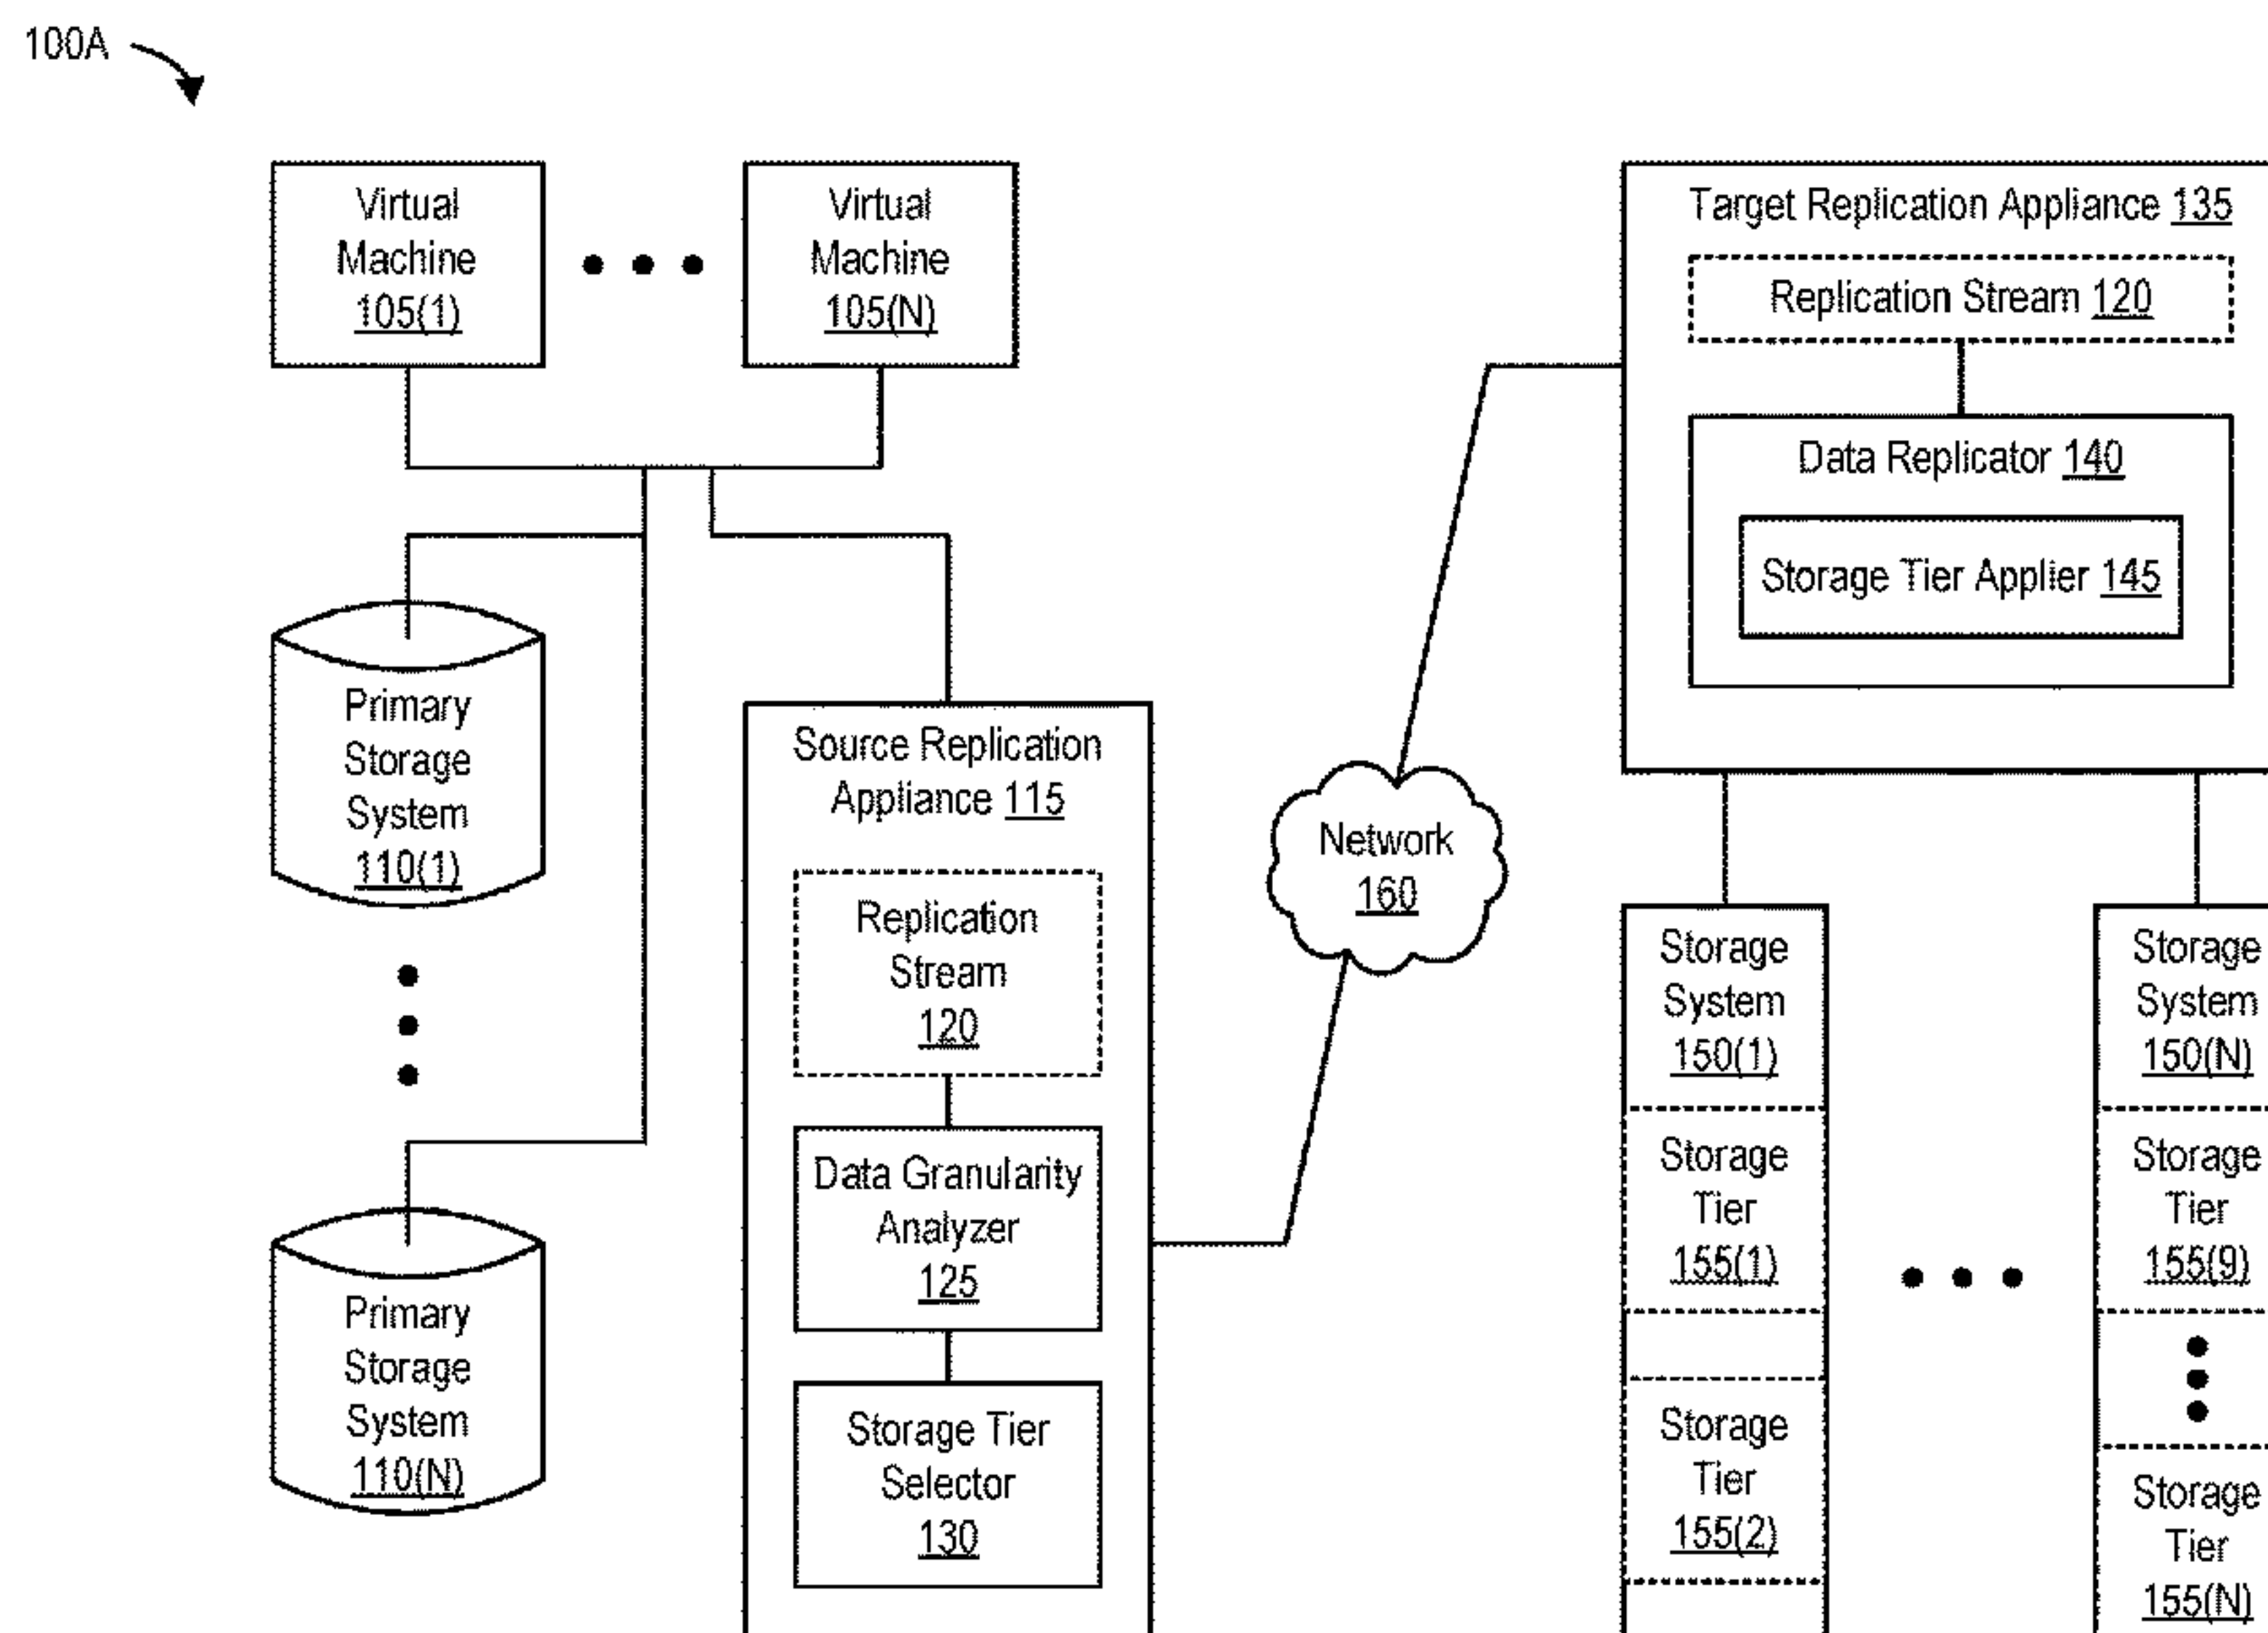 100A
Virtual
Machine
105(1)
Virtual
Machine
105(N)
Primary
Storage
System
110(1)
Primary
Storage
System
110(N)
Source Replication
Appliance 115
Replication
Stream
120
Data Granularity
Analyzer
125
Storage Tier
Selector
130
Network
160
Target Replication Appliance 135
Replication Stream 120
Data Replicator 140
Storage Tier Applier 145
Storage
System
150(1)
Storage
Tier
155(1)
Storage
Tier
155(2)
Storage
System
150(N)
Storage
Tier
155(9)
Storage
Tier
155(N)